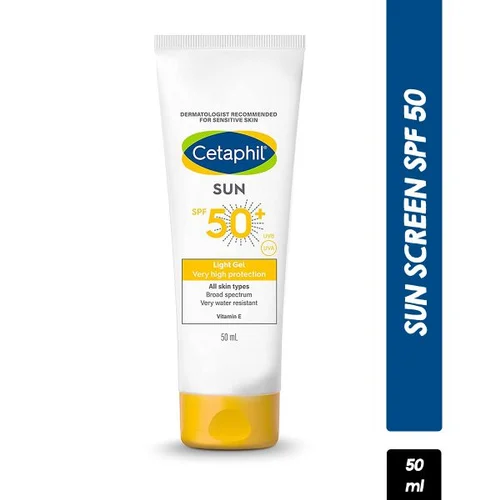 DERMATOLOGIST RECOMMENDED
FOR SENSITIVE SKIN
Cetaphil®
SUN
SPF 50+
UVB
UVA
Light Gel
Very high protection
All skin types
Broad spectrum
Very water resistant
Vitamin E
50 mL
SUN SCREEN SPF 50
50
ml